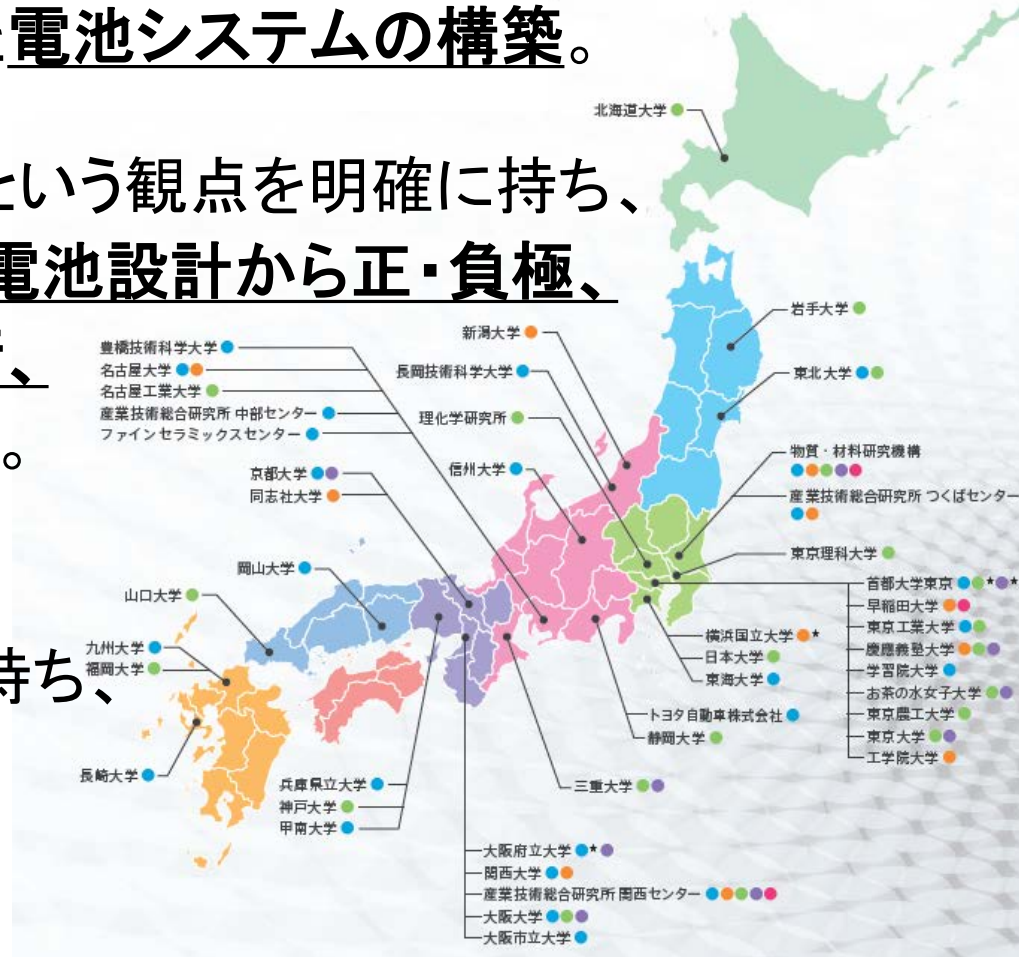 電池システムの構築。
という観点を明確に持ち、
電池設計から正・負極、
、
。
持ち、
北海道大学
岩手大学
東北大学
物質・材料研究機構
産業技術総合研究所 つくばセンター
東京理科大学
首都大学東京 * *
早稲田大学
東京工業大学
慶應義塾大学
学習院大学
お茶の水女子大学
東京農工大学
東京大学
工学院大学
新潟大学
長岡技術科学大学
理化学研究所
信州大学
豊橋技術科学大学
名古屋大学
名古屋工業大学
産業技術総合研究所 中部センター
ファインセラミックスセンター
京都大学
同志社大学
岡山大学
山口大学
九州大学
福岡大学
長崎大学
兵庫県立大学
神戸大学
甲南大学
横浜国立大学 *
日本大学
東海大学
トヨタ自動車株式会社
静岡大学
三重大学
大阪府立大学 *
関西大学
産業技術総合研究所 関西センター
大阪大学
大阪市立大学